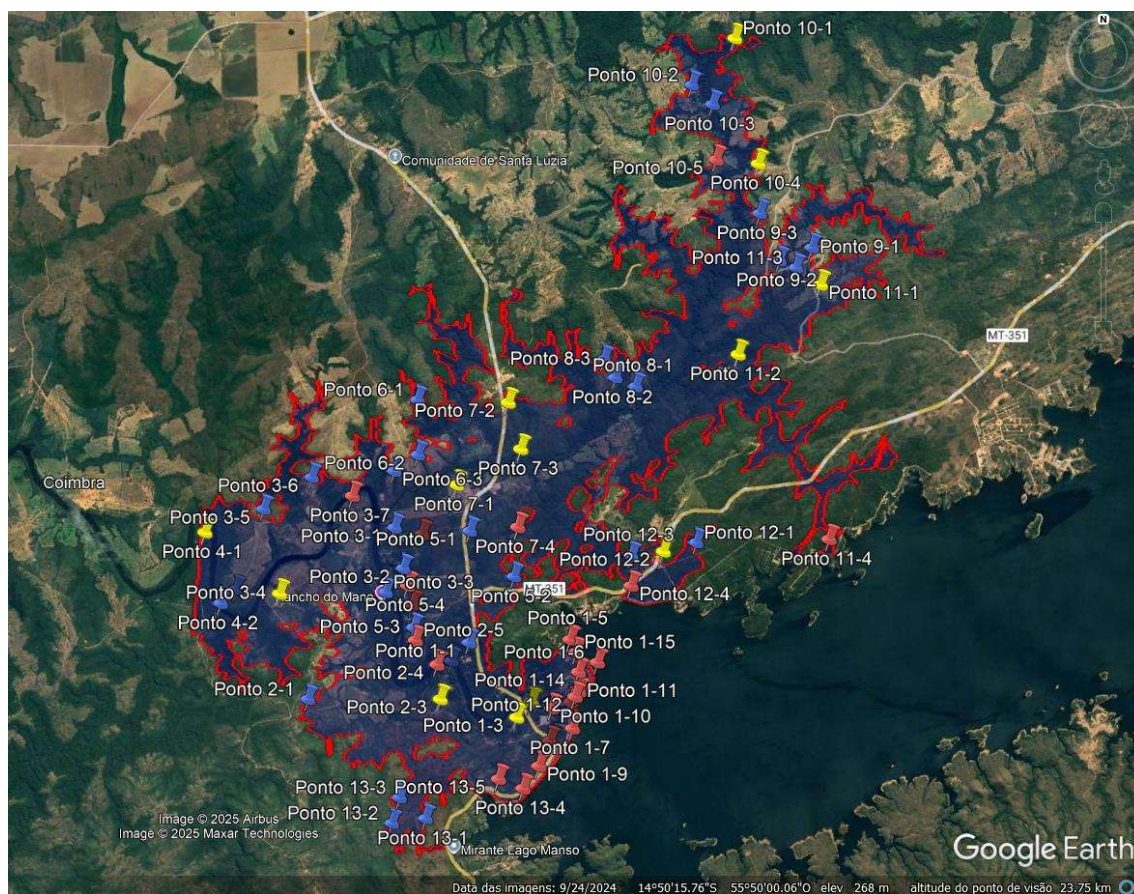 N
Ponto 10-1
Ponto 10-2
Ponto 10-3
Comunidade de Santa Luzia
Ponto 10-5
Ponto 10-4
Ponto 9-3
Ponto 9-1
Ponto 11-3
Ponto 9-2
Ponto 11-1
MT-351
Ponto 8-3
Ponto 8-1
Ponto 11-2
Ponto 6-1
Ponto 8-2
Ponto 7-2
Ponto 6-2
Ponto 7-3
Ponto 6-3
Coimbra
Ponto 3-6
Ponto 7-1
Ponto 3-5
Ponto 3-7
Ponto 5-1
Ponto 12-3
Ponto 12-1
Ponto 4-1
Ponto 7-4
Ponto 12-2
Ponto 11-4
Ponto 3-2
Ponto 3-3
Ponto 3-4
MT-351
Ponto 12-4
Ponto 5-2
Ponto 5-4
Ponto 4-2
Ponto 5-3
Ponto 2-5
Ponto 1-5
Ponto 1-15
Ponto 1-1
Ponto 1-6
Ponto 2-4
Ponto 1-14
Ponto 2-1
Ponto 1-11
Ponto 2-3
Ponto 1-12
Ponto 1-10
Ponto 1-3
Ponto 1-7
Ponto 1-9
Ponto 13-3
Ponto 13-5
Ponto 13-4
Ponto 13-2
Ponto 13-1
Image © 2025 Airbus
Image © 2025 Maxar Technologies
Mirante Lago Manso
Google Earth
Data das imagens: 9/24/2024 14°50'15.76"S 55°50'00.06"O elev 268 m altitude do ponto de visão 23.75 km